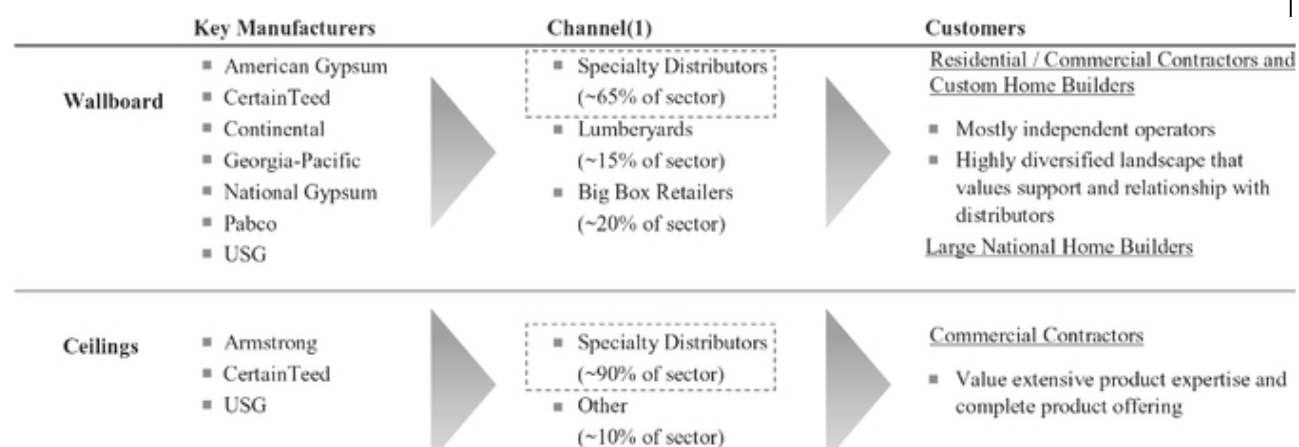 Key Manufacturers
Channel(1)
Customers
Wallboard
▪ American Gypsum
▪ CertainTeed
▪ Continental
▪ Georgia-Pacific
▪ National Gypsum
▪ Pabco
▪ USG
▪ Specialty Distributors
(~65% of sector)
▪ Lumberyards
(~15% of sector)
▪ Big Box Retailers
(~20% of sector)
Residential / Commercial Contractors and
Custom Home Builders
▪ Mostly independent operators
▪ Highly diversified landscape that
values support and relationship with
distributors
Large National Home Builders
Ceilings
▪ Armstrong
▪ CertainTeed
▪ USG
▪ Specialty Distributors
(~90% of sector)
▪ Other
(~10% of sector)
Commercial Contractors
▪ Value extensive product expertise and
complete product offering